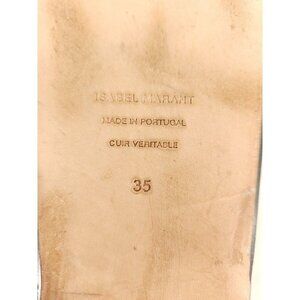 ISABEL MARANT
MADE IN PORTUGAL
CUIR VERITABLE
35